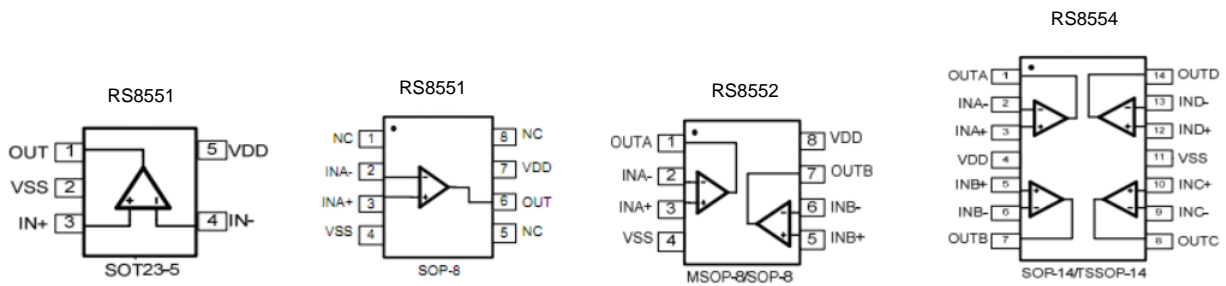 RS8551
OUT 1 5 VDD
VSS 2
IN+ 3 4 IN-
+ -
SOT23-5
RS8551
NC 1 8 NC
INA- 2 - 7 VDD
INA+ 3 + 6 OUT
VSS 4 5 NC
SOP-8
RS8552
OUTA 1 8 VDD
INA- 2 - 7 OUTB
INA+ 3 + - 6 INB-
VSS 4 + 5 INB+
MSOP-8/SOP-8
RS8554
OUTA 1 14 OUTD
INA- 2 - - 13 IND-
INA+ 3 + + 12 IND+
VDD 4 11 VSS
INB+ 5 + + 10 INC+
INB- 6 - - 9 INC-
OUTB 7 8 OUTC
SOP-14/TSSOP-14